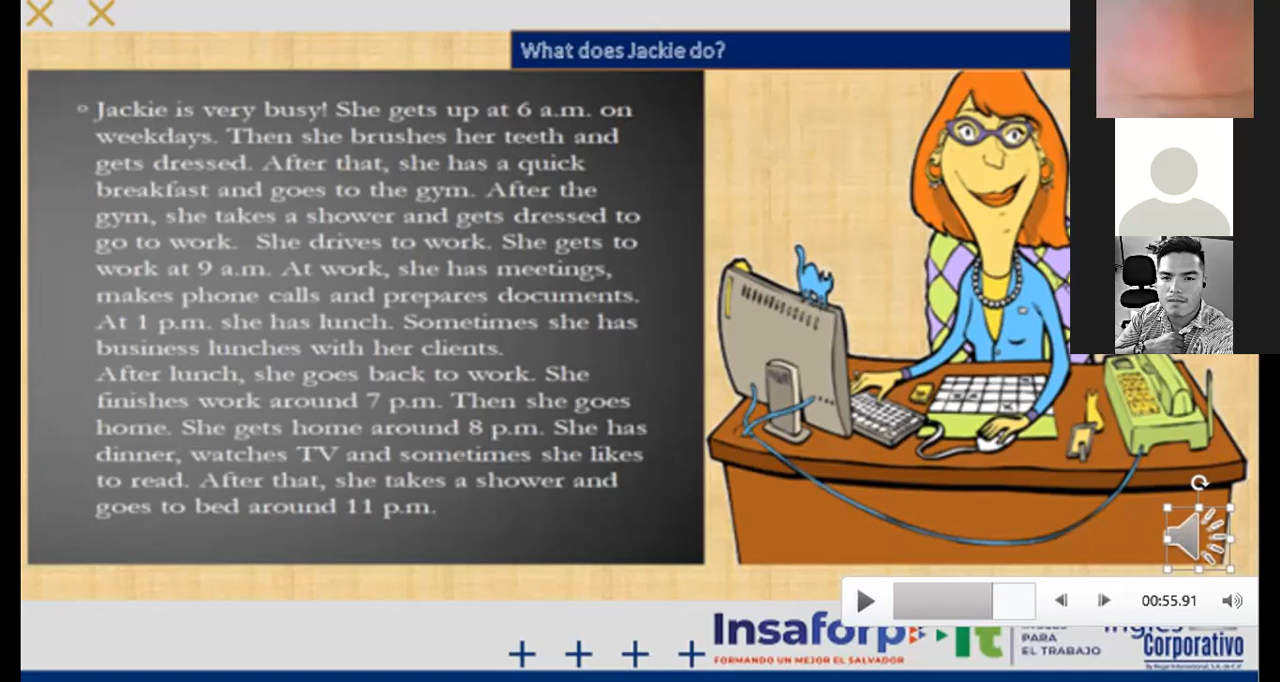 What does Jackie do?
Jackie is very busy! She gets up at 6 a.m. on
weekdays. Then she brushes her teeth and
gets dressed. After that, she has a quick
breakfast and goes to the gym. After the
gym, she takes a shower and gets dressed to
go to work. She drives to work. She gets to
work at 9 a.m. At work, she has meetings,
makes phone calls and prepares documents.
At 1 p.m. she has lunch. Sometimes she has
business lunches with her clients.
After lunch, she goes back to work. She
finishes work around 7 p.m. Then she goes
home. She gets home around 8 p.m. She has
dinner, watches TV and sometimes she likes
to read. After that, she takes a shower and
goes to bed around 11 p.m.
00:55.91
Insaforp
FORMANDO UN MEJOR EL SALVADOR
it
PARA
EL TRABAJO
Corporativo